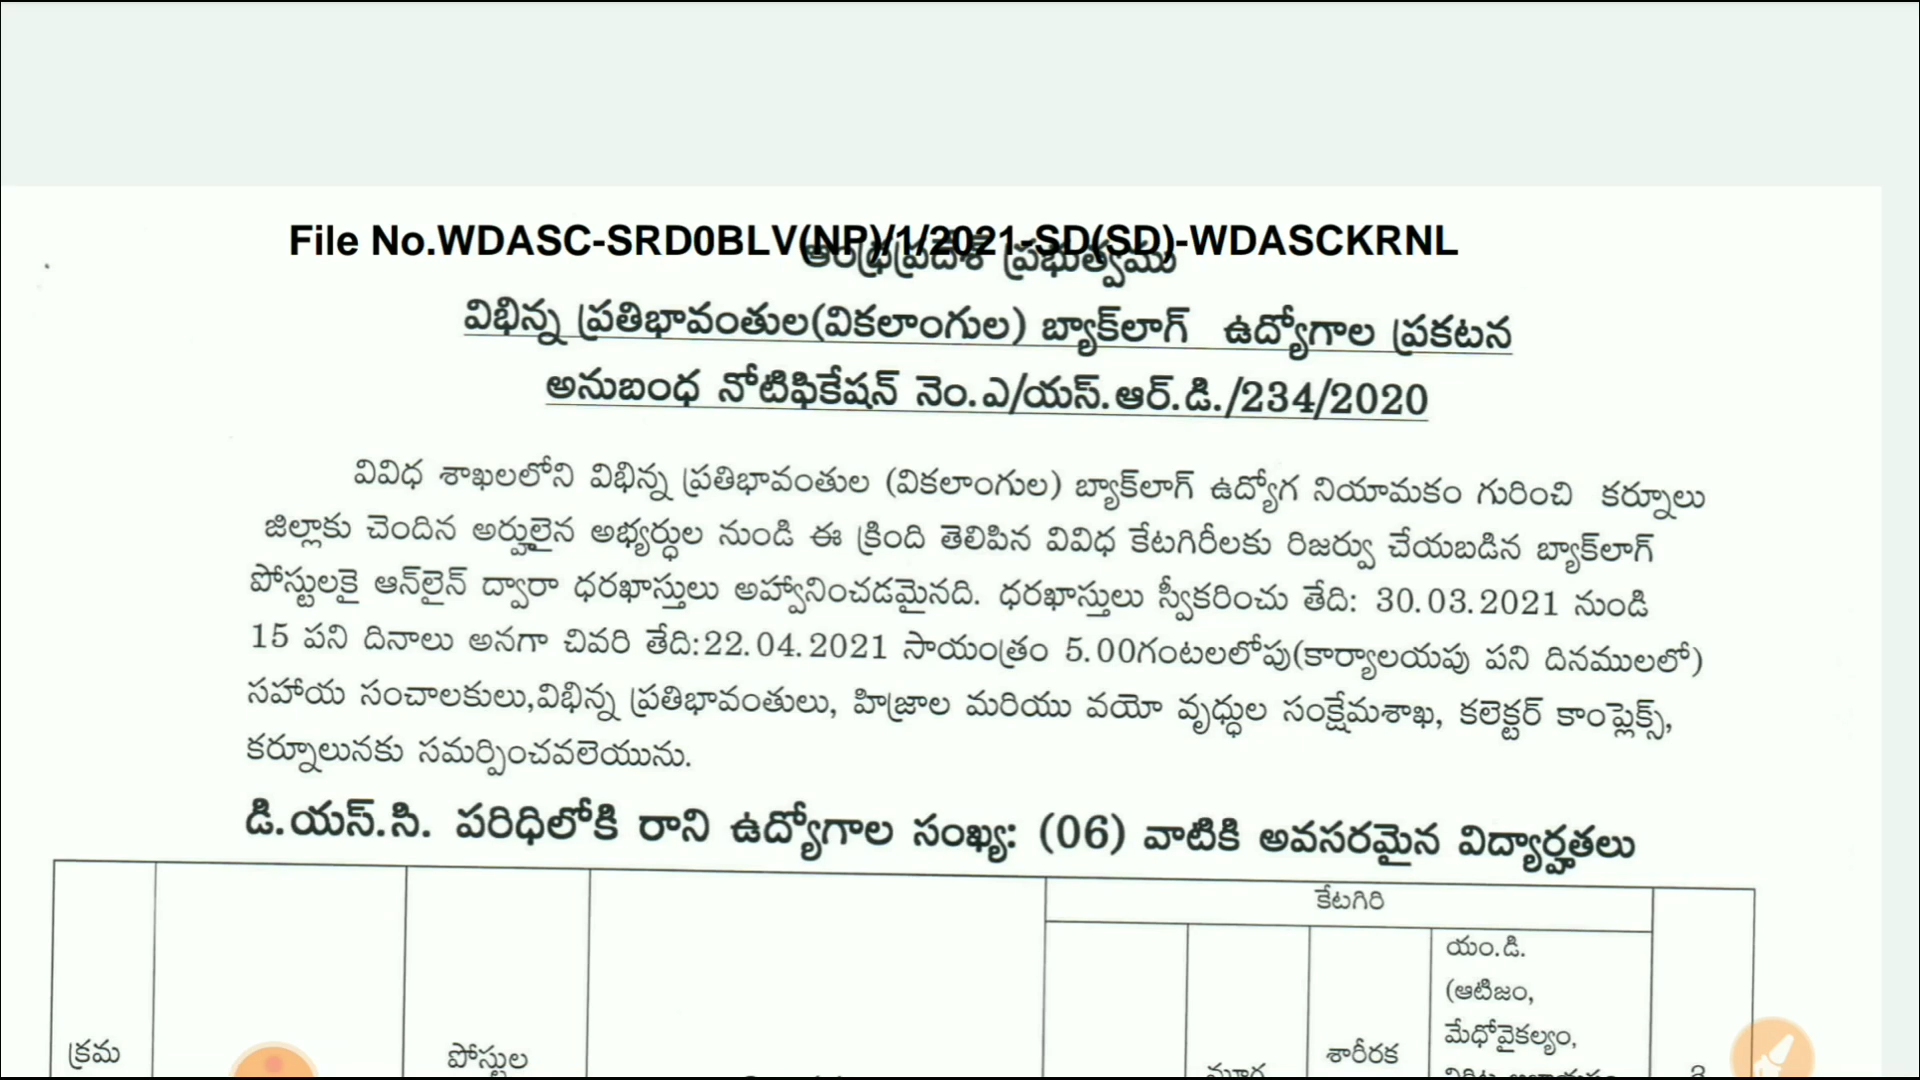 File No.WDASC-SRD0BLV(NP)/1/2021-SD(SD)-WDASCKRNL
ఆంధ్రప్రదేశ్ ప్రభుత్వము
విభిన్న ప్రతిభావంతుల(వికలాంగుల) బ్యాక్‌లాగ్ ఉద్యోగాల ప్రకటన
అనుబంధ నోటిఫికేషన్ నెం.ఎ/యస్.ఆర్.డి./234/2020
వివిధ శాఖలలోని విభిన్న ప్రతిభావంతుల (వికలాంగుల) బ్యాక్‌లాగ్ ఉద్యోగ నియామకం గురించి కర్నూలు
జిల్లాకు చెందిన అర్హులైన అభ్యర్ధుల నుండి ఈ క్రింది తెలిపిన వివిధ కేటగిరీలకు రిజర్వు చేయబడిన బ్యాక్‌లాగ్
పోస్టులకై ఆన్‌లైన్ ద్వారా ధరఖాస్తులు అహ్వానించడమైనది. ధరఖాస్తులు స్వీకరించు తేది: 30.03.2021 నుండి
15 పని దినాలు అనగా చివరి తేది:22.04.2021 సాయంత్రం 5.00గంటలలోపు(కార్యాలయపు పని దినములలో)
సహాయ సంచాలకులు,విభిన్న ప్రతిభావంతులు, హిజ్రాల మరియు వయో వృద్ధుల సంక్షేమశాఖ, కలెక్టర్ కాంప్లెక్స్,
కర్నూలునకు సమర్పించవలెయును.
డి.యస్.సి. పరిధిలోకి రాని ఉద్యోగాల సంఖ్య: (06) వాటికి అవసరమైన విద్యార్హతలు
కేటగిరి
యం.డి.
(ఆటిజం,
మేధోవైకల్యం,
క్రమ
పోస్టుల
శారీరక